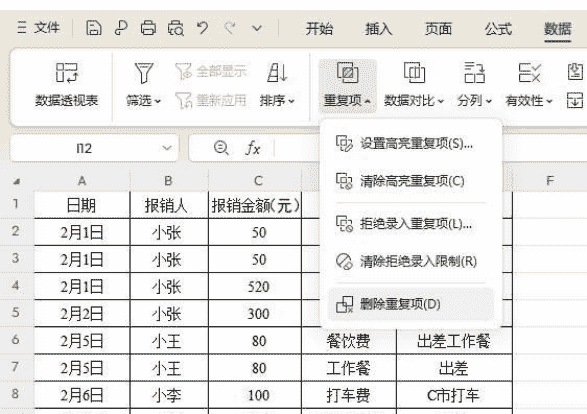 文件 开始 插入 页面 公式 数据
全部显示
数据透视表 筛选 重新应用 排序 重复项 数据对比 分列 有效性
I12 fx
设置高亮重复项(S)...
清除高亮重复项(C)
拒绝录入重复项(L)...
清除拒绝录入限制(R)
删除重复项(D)
A B C F
1 日期 报销人 报销金额(元)
2 2月1日 小张 50
3 2月1日 小张 50
4 2月1日 小张 520
5 2月2日 小张 300
6 2月5日 小王 80 餐饮费 出差工作餐
7 2月5日 小王 80 工作餐 出差
8 2月6日 小李 100 打车费 C市打车